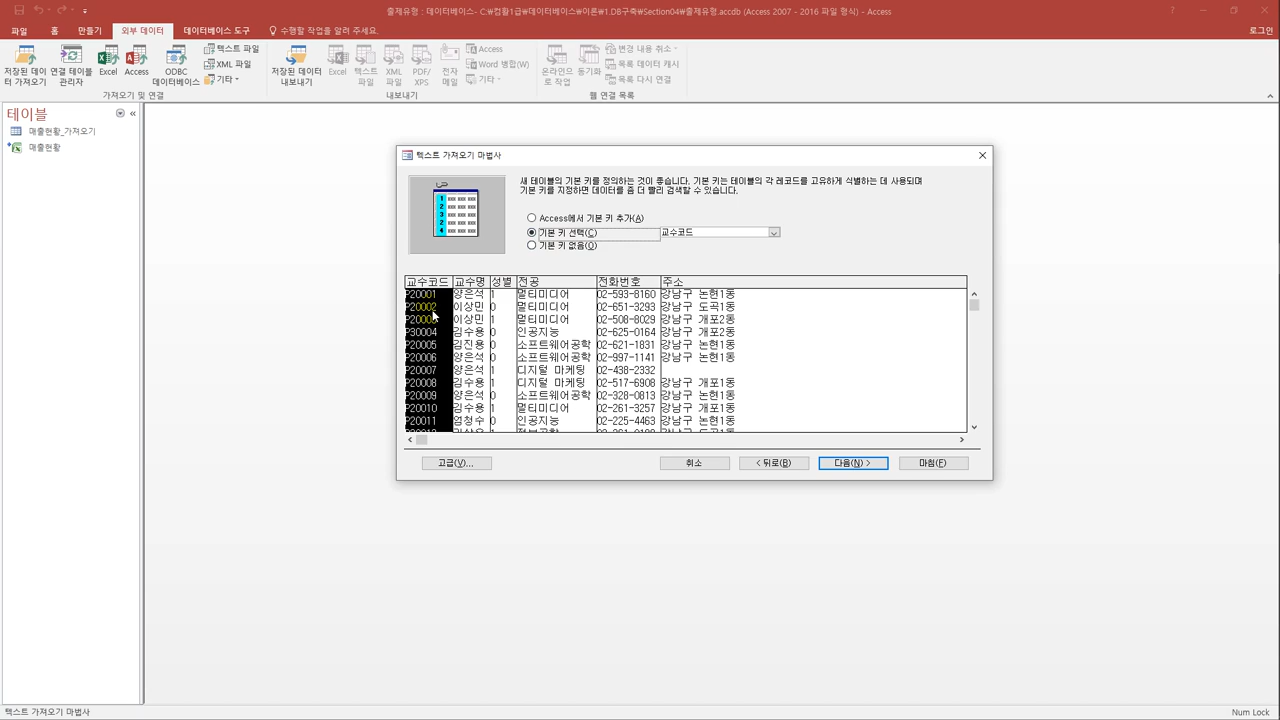 출제유형 : 데이터베이스- C:₩컴활1급₩데이터베이스₩이론₩1.DB구축₩Section04₩출제유형.accdb (Access 2007 - 2016 파일 형식) - Access
파일 홈 만들기 외부 데이터 데이터베이스 도구 수행할 작업을 알려 주세요. 로그인
저장된 데이터 가져오기
연결 테이블 관리자
Excel
Access
ODBC 데이터베이스
텍스트 파일
XML 파일
기타
가져오기 및 연결
저장된 데이터 내보내기
Excel
텍스트 파일
XML 파일
PDF/XPS
전자 메일
Access
Word 병합(W)
기타
내보내기
온라인으로 작업
동기화
변경 내용 취소
목록 데이터 캐시
목록 다시 연결
웹 연결 목록
테이블
매출현황_가져오기
매출현황
텍스트 가져오기 마법사
새 테이블의 기본 키를 정의하는 것이 좋습니다. 기본 키는 테이블의 각 레코드를 고유하게 식별하는 데 사용되며
기본 키를 지정하면 데이터를 좀 더 빨리 검색할 수 있습니다.
Access에서 기본 키 추가(A)
기본 키 선택(C) 교수코드
기본 키 없음(O)
1 xxx xxx xxx
2 xxx xxx xxx
3 xxx xxx xxx
2 xxx xxx xxx
4 xxx xxx xxx
교수코드 교수명 성별 전공 전화번호 주소
P20001 양은석 1 멀티미디어 02-593-8160 강남구 논현1동
P20002 이상민 0 멀티미디어 02-651-3293 강남구 도곡1동
이상민 1 멀티미디어 02-508-8029 강남구 개포2동
P30004 김수용 0 인공지능 02-625-0164 강남구 개포2동
P20005 김진용 0 소프트웨어공학 02-621-1831 강남구 논현1동
P20006 양은석 0 소프트웨어공학 02-997-1141 강남구 논현1동
P20007 양은석 1 디지털 마케팅 02-438-2332
P20008 김수용 1 디지털 마케팅 02-517-6908 강남구 개포1동
P20009 양은석 0 소프트웨어공학 02-328-0813 강남구 논현1동
P20010 김수용 1 멀티미디어 02-261-3257 강남구 개포1동
P20011 엄청수 0 인공지능 02-225-4463 강남구 논현1동
고급(V)... 취소 < 뒤로(B) 다음(N) > 마침(F)
텍스트 가져오기 마법사 Num Lock